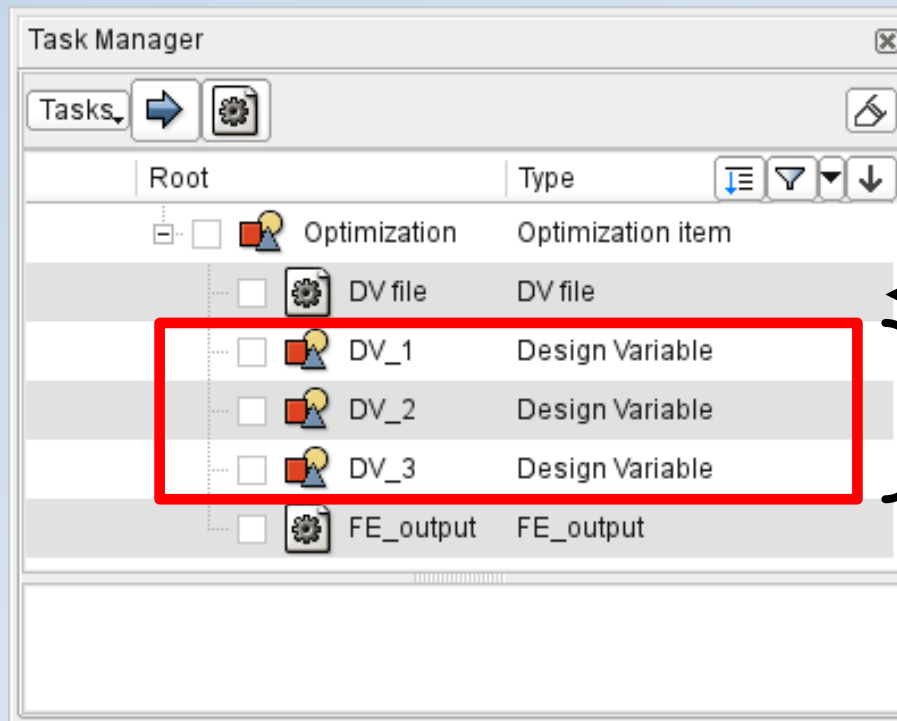 Task Manager
Tasks
Root Type
Optimization Optimization item
DV file DV file
DV_1 Design Variable
DV_2 Design Variable
DV_3 Design Variable
FE_output FE_output